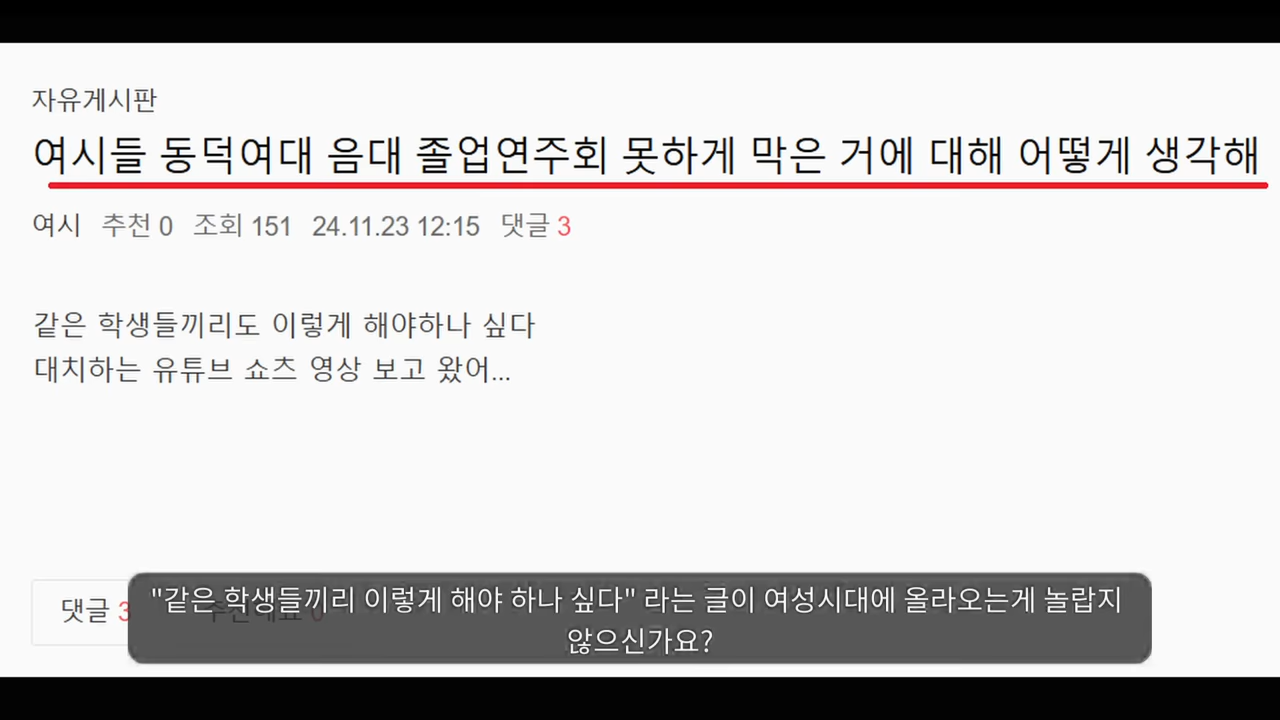 자유게시판
여시들 동덕여대 음대 졸업연주회 못하게 막은 거에 대해 어떻게 생각해
여시 추천 0 조회 151 24.11.23 12:15 댓글 3
같은 학생들끼리도 이렇게 해야하나 싶다
대치하는 유튜브 쇼츠 영상 보고 왔어...
댓글 3 추천해요 0
"같은 학생들끼리 이렇게 해야 하나 싶다" 라는 글이 여성시대에 올라오는게 놀랍지
않으신가요?